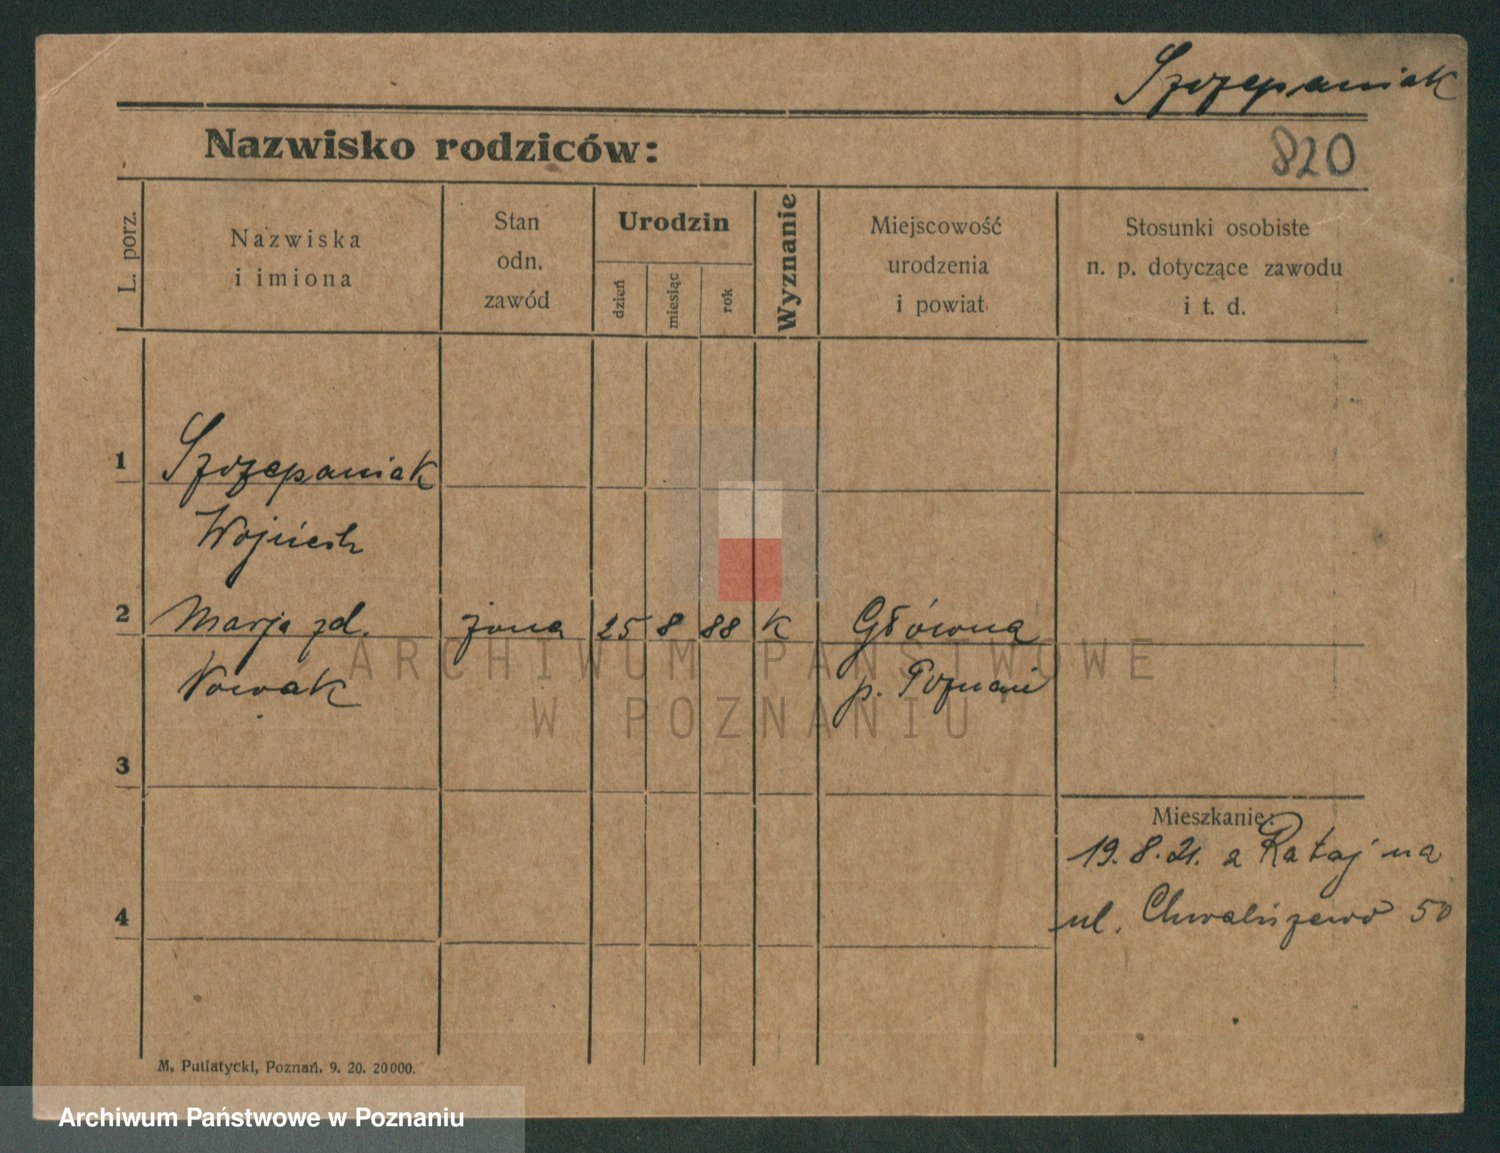 Szczepaniak
Nazwisko rodziców:
820
L. porz.
Nazwiska
i imiona
Stan
odn.
zawód
Urodzin
dzień
miesiąc
rok
Wyznanie
Miejscowość
urodzenia
i powiat
Stosunki osobiste
n. p. dotyczące zawodu
i t. d.
1
Szczepaniak
Wojciech
2
Marja zd. żona 25 8 88 K Główna
Nowak p. Poznań
3
4
Mieszkanie:
19.8.21. z Rataj na
ul. Chwaliszewo 50
M. Putiatycki, Poznań. 9. 20. 20000.
ARCHIWUM PAŃSTWOWE
W POZNANIU
Archiwum Państwowe w Poznaniu